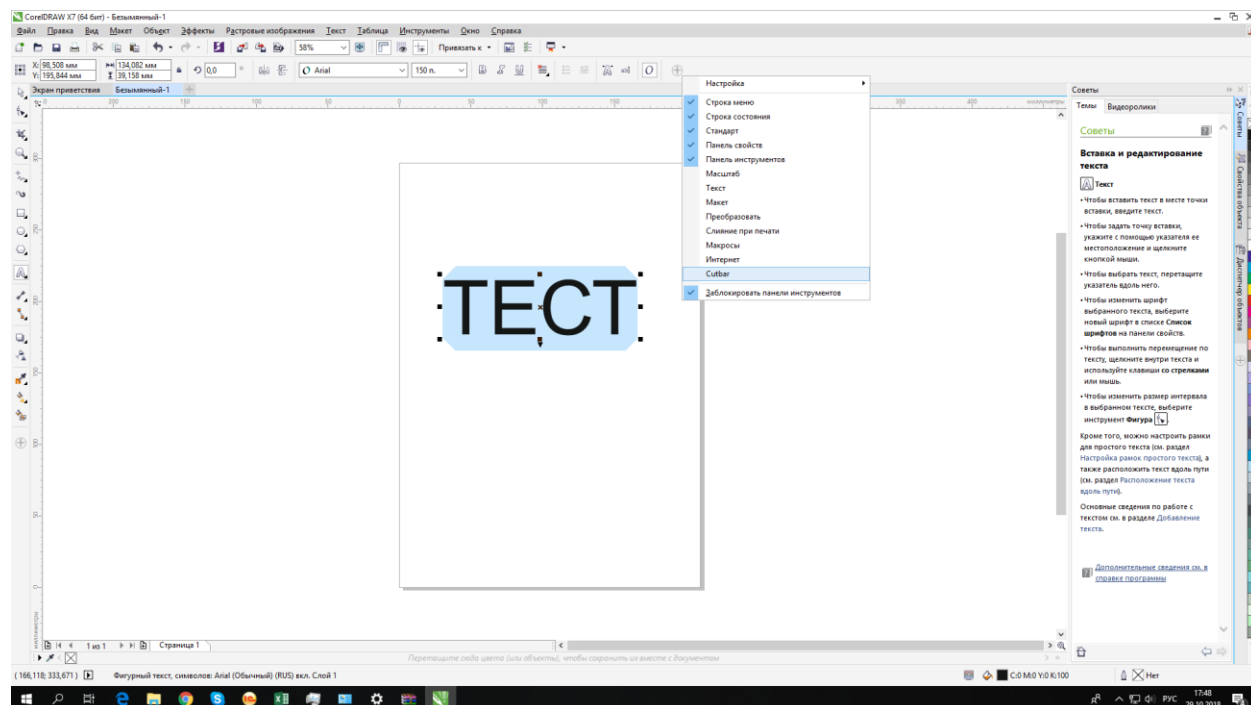 CorelDRAW X7 (64 бит) - Безымянный-1
Файл Правка Вид Макет Объект Эффекты Растровые изображения Текст Таблица Инструменты Окно Справка
58% Привязать к
X: 98,508 мм 134,082 мм 0,0 ° Arial 150 п.
Y: 195,844 мм 39,158 мм
Экран приветствия Безымянный-1
Настройка
Строка меню
Строка состояния
Стандарт
Панель свойств
Панель инструментов
Масштаб
Текст
Макет
Преобразовать
Слияние при печати
Макросы
Интернет
Cutbar
Заблокировать панели инструментов
ТЕСТ
Советы
Темы Видеоролики
Советы
Вставка и редактирование
текста
Текст
• Чтобы вставить текст в месте точки
вставки, введите текст.
• Чтобы задать точку вставки,
укажите с помощью указателя ее
местоположение и щелкните
кнопкой мыши.
• Чтобы выбрать текст, перетащите
указатель вдоль него.
• Чтобы изменить шрифт
выбранного текста, выберите
новый шрифт в списке Список
шрифтов на панели свойств.
• Чтобы выполнить перемещение по
тексту, щелкните внутри текста и
используйте клавиши со стрелками
или мышь.
• Чтобы изменить размер интервала
в выбранном тексте, выберите
инструмент Фигура
Кроме того, можно настроить рамки
для простого текста (см. раздел
Настройка рамок простого текста), а
также расположить текст вдоль пути
(см. раздел Расположение текста
вдоль пути).
Основные сведения по работе с
текстом см. в разделе Добавление
текста.
Дополнительные сведения см. в
справке программы
Советы
Свойства объекта
Диспетчер объектов
1 из 1 Страница 1
Перетащите сюда цвета (или объекты), чтобы сохранить их вместе с документом
( 166,118; 333,671 ) Фигурный текст, символов: Arial (Обычный) (RUS) вкл. Слой 1 C:0 M:0 Y:0 K:100 Нет
РУС 17:48
29.10.2018